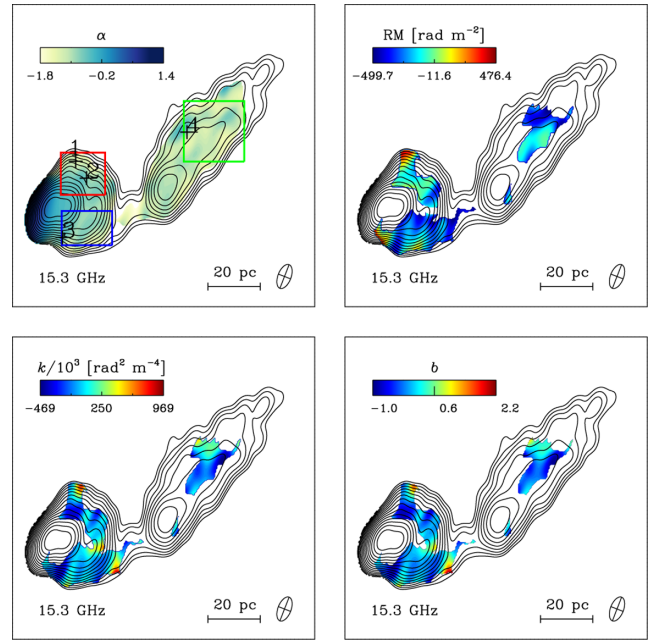 α
−1.8 −0.2 1.4
1
2
3
4
15.3 GHz
20 pc
RM [rad m⁻²]
−499.7 −11.6 476.4
15.3 GHz
20 pc
k/10³ [rad² m⁻⁴]
−469 250 969
15.3 GHz
20 pc
b
−1.0 0.6 2.2
15.3 GHz
20 pc